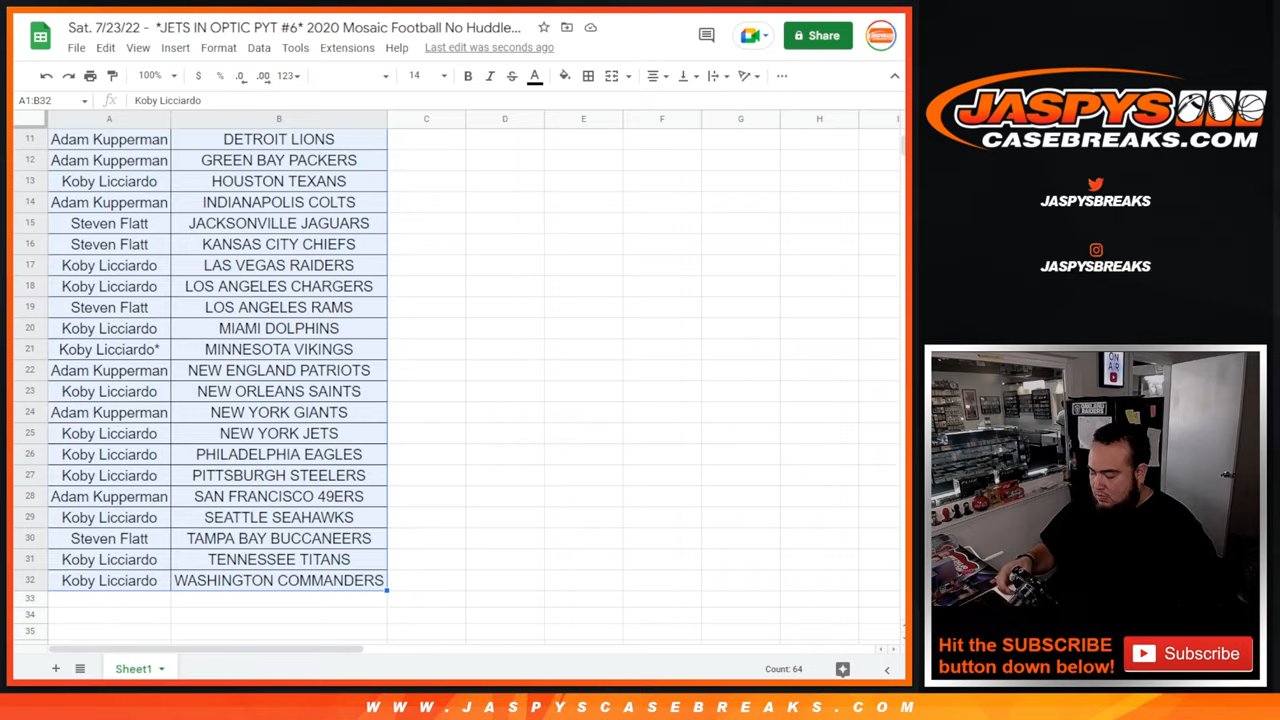 Sat. 7/23/22 - *JETS IN OPTIC PYT #6* 2020 Mosaic Football No Huddle...
File Edit View Insert Format Data Tools Extensions Help Last edit was seconds ago
Share
100% $ % .0 .00 123 14 B I S A
A1:B32 fx Koby Licciardo
A B C D E F G H I
11 Adam Kupperman DETROIT LIONS
12 Adam Kupperman GREEN BAY PACKERS
13 Koby Licciardo HOUSTON TEXANS
14 Adam Kupperman INDIANAPOLIS COLTS
15 Steven Flatt JACKSONVILLE JAGUARS
16 Steven Flatt KANSAS CITY CHIEFS
17 Koby Licciardo LAS VEGAS RAIDERS
18 Koby Licciardo LOS ANGELES CHARGERS
19 Steven Flatt LOS ANGELES RAMS
20 Koby Licciardo MIAMI DOLPHINS
21 Koby Licciardo* MINNESOTA VIKINGS
22 Adam Kupperman NEW ENGLAND PATRIOTS
23 Koby Licciardo NEW ORLEANS SAINTS
24 Adam Kupperman NEW YORK GIANTS
25 Koby Licciardo NEW YORK JETS
26 Koby Licciardo PHILADELPHIA EAGLES
27 Koby Licciardo PITTSBURGH STEELERS
28 Adam Kupperman SAN FRANCISCO 49ERS
29 Koby Licciardo SEATTLE SEAHAWKS
30 Steven Flatt TAMPA BAY BUCCANEERS
31 Koby Licciardo TENNESSEE TITANS
32 Koby Licciardo WASHINGTON COMMANDERS
33
34
35
Sheet1
Count: 64
JASPYS
CASEBREAKS.COM
JASPYSBREAKS
JASPYSBREAKS
ON
AIR
Hit the SUBSCRIBE
button down below!
Subscribe
WWW.JASPYSCASEBREAKS.COM